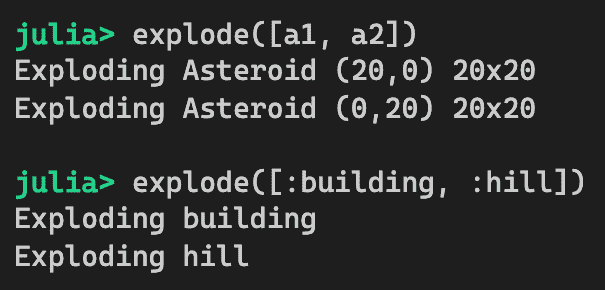 julia> explode([a1, a2])
Exploding Asteroid (20,0) 20x20
Exploding Asteroid (0,20) 20x20
julia> explode([:building, :hill])
Exploding building
Exploding hill